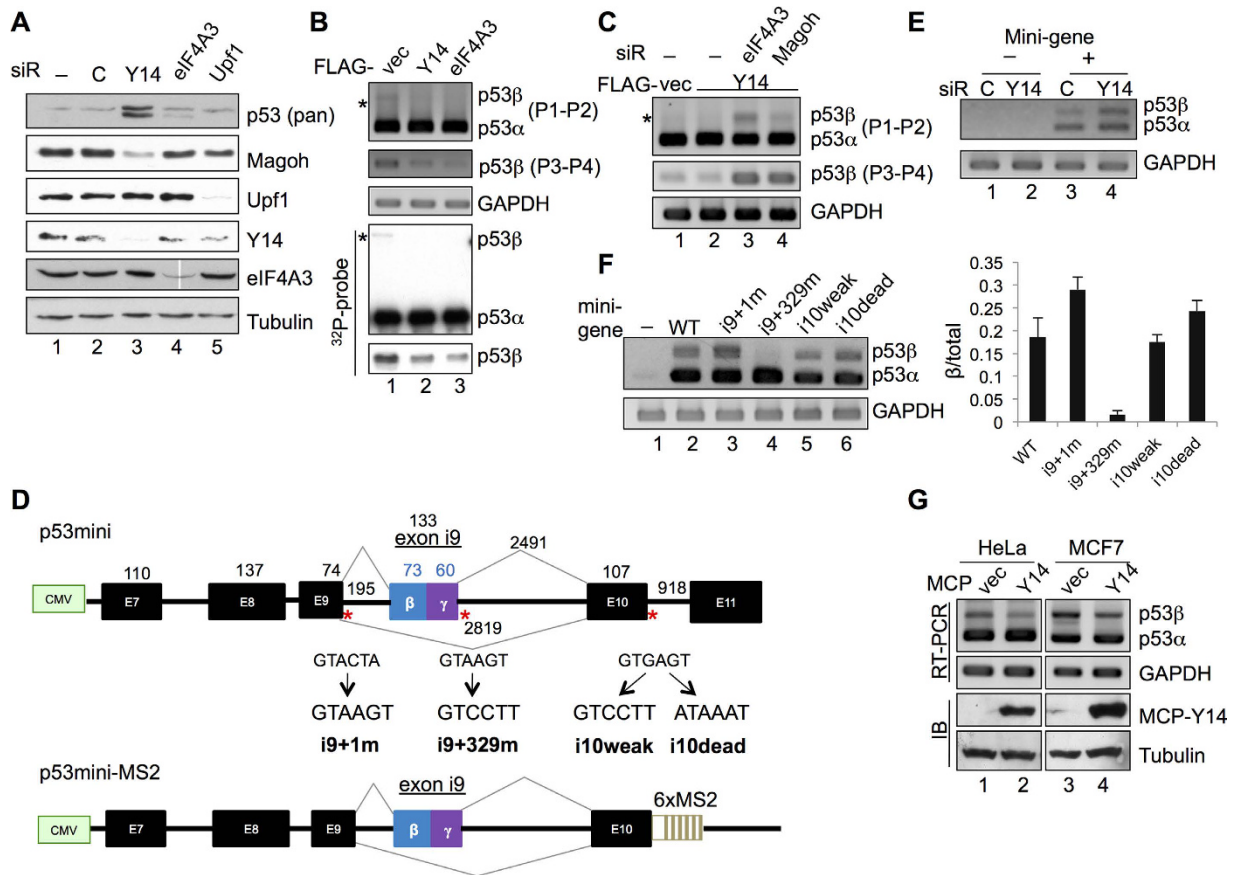 A
siR – C Y14 eIF4A3 Upf1
p53 (pan)
Magoh
Upf1
Y14
eIF4A3
Tubulin
1 2 3 4 5
B
FLAG- vec Y14 eIF4A3
* p53β
p53α (P1-P2)
p53β (P3-P4)
GAPDH
32P-probe
* p53β
p53α
p53β
1 2 3
C
siR – – eIF4A3 Magoh
FLAG- vec Y14
* p53β
p53α (P1-P2)
p53β (P3-P4)
GAPDH
1 2 3 4
E
Mini-gene
– +
siR C Y14 C Y14
p53β
p53α
GAPDH
1 2 3 4
F
mini-gene – WT i9+1m i9+329m i10weak i10dead
p53β
p53α
GAPDH
1 2 3 4 5 6
β/total
0.35
0.3
0.25
0.2
0.15
0.1
0.05
0
WT i9+1m i9+329m i10weak i10dead
D
p53mini
133
exon i9
2491
110 137 74 195 73 60 107 918
CMV E7 E8 E9 β γ E10 E11
* * *
2819
GTACTA GTAAGT GTGAGT
GTAAGT GTCCTT GTCCTT ATAAAT
i9+1m i9+329m i10weak i10dead
p53mini-MS2
exon i9
6xMS2
CMV E7 E8 E9 β γ E10
G
HeLa MCF7
MCP vec Y14 vec Y14
RT-PCR
p53β
p53α
GAPDH
IB
MCP-Y14
Tubulin
1 2 3 4